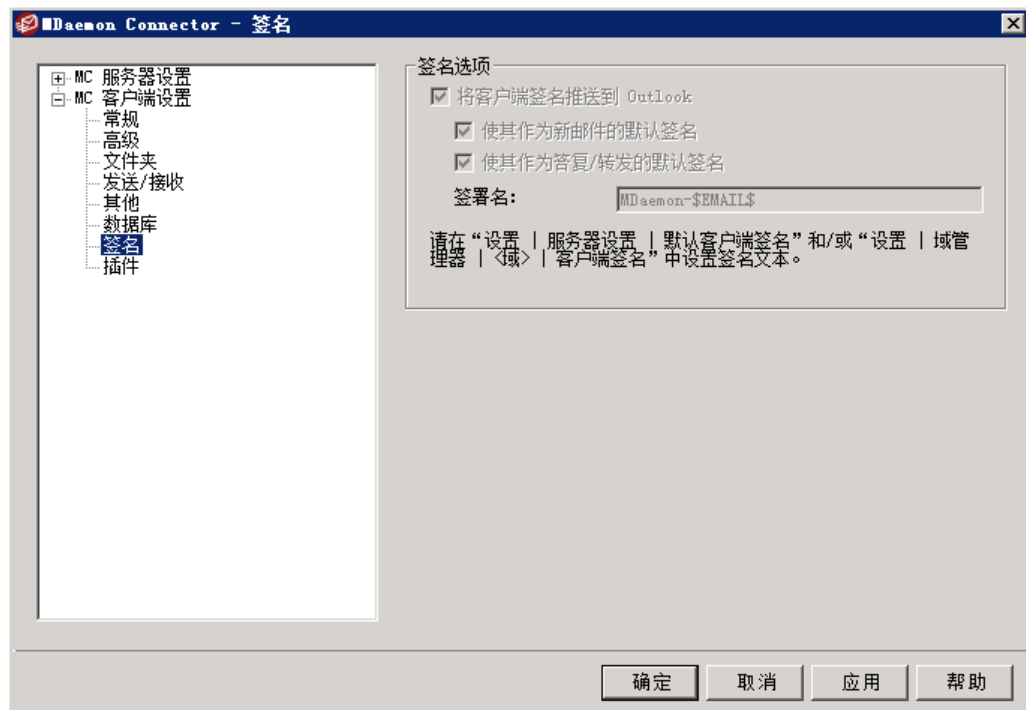 MDaemon Connector - 签名
MC 服务器设置
MC 客户端设置
常规
高级
文件夹
发送/接收
其他
数据库
签名
插件
签名选项
将客户端签名推送到 Outlook
使其作为新邮件的默认签名
使其作为答复/转发的默认签名
签署名：
MDaemon-$EMAIL$
请在“设置 | 服务器设置 | 默认客户端签名”和/或“设置 | 域管
理器 | <域> | 客户端签名”中设置签名文本。
确定
取消
应用
帮助